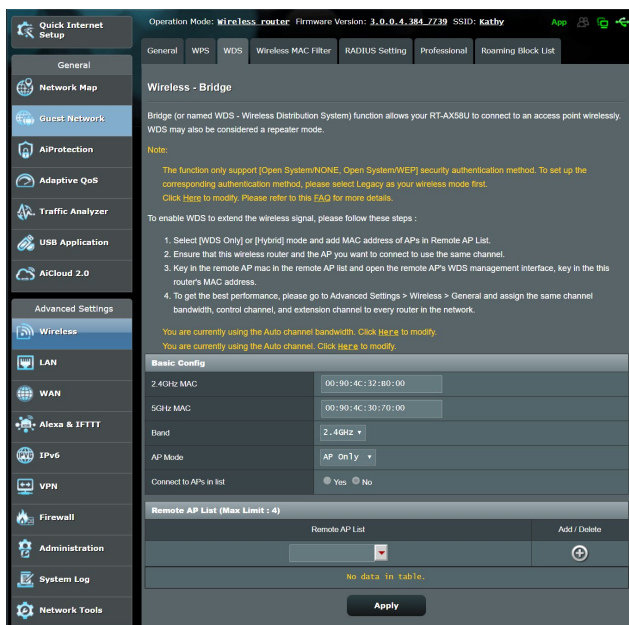 Quick Internet
Setup
General
Network Map
Guest Network
AiProtection
Adaptive QoS
Traffic Analyzer
USB Application
AiCloud 2.0
Advanced Settings
Wireless
LAN
WAN
Alexa & IFTTT
IPv6
VPN
Firewall
Administration
System Log
Network Tools
Operation Mode: Wireless router Firmware Version: 3.0.0.4.384_7739 SSID: Kathy App
General WPS WDS Wireless MAC Filter RADIUS Setting Professional Roaming Block List
Wireless - Bridge
Bridge (or named WDS - Wireless Distribution System) function allows your RT-AX58U to connect to an access point wirelessly.
WDS may also be considered a repeater mode.
Note:
The function only support [Open System/NONE, Open System/WEP] security authentication method. To set up the
corresponding authentication method, please select Legacy as your wireless mode first.
Click Here to modify. Please refer to this FAQ for more details.
To enable WDS to extend the wireless signal, please follow these steps :
1. Select [WDS Only] or [Hybrid] mode and add MAC address of APs in Remote AP List.
2. Ensure that this wireless router and the AP you want to connect to use the same channel.
3. Key in the remote AP mac in the remote AP list and open the remote AP's WDS management interface, key in the this
router's MAC address.
4. To get the best performance, please go to Advanced Settings > Wireless > General and assign the same channel
bandwidth, control channel, and extension channel to every router in the network.
You are currently using the Auto channel bandwidth. Click Here to modify.
You are currently using the Auto channel. Click Here to modify.
Basic Config
2.4GHz MAC 00:90:4C:32:B0:00
5GHz MAC 00:90:4C:30:70:00
Band 2.4GHz
AP Mode AP Only
Connect to APs in list Yes No
Remote AP List (Max Limit : 4)
Remote AP List Add / Delete
No data in table.
Apply